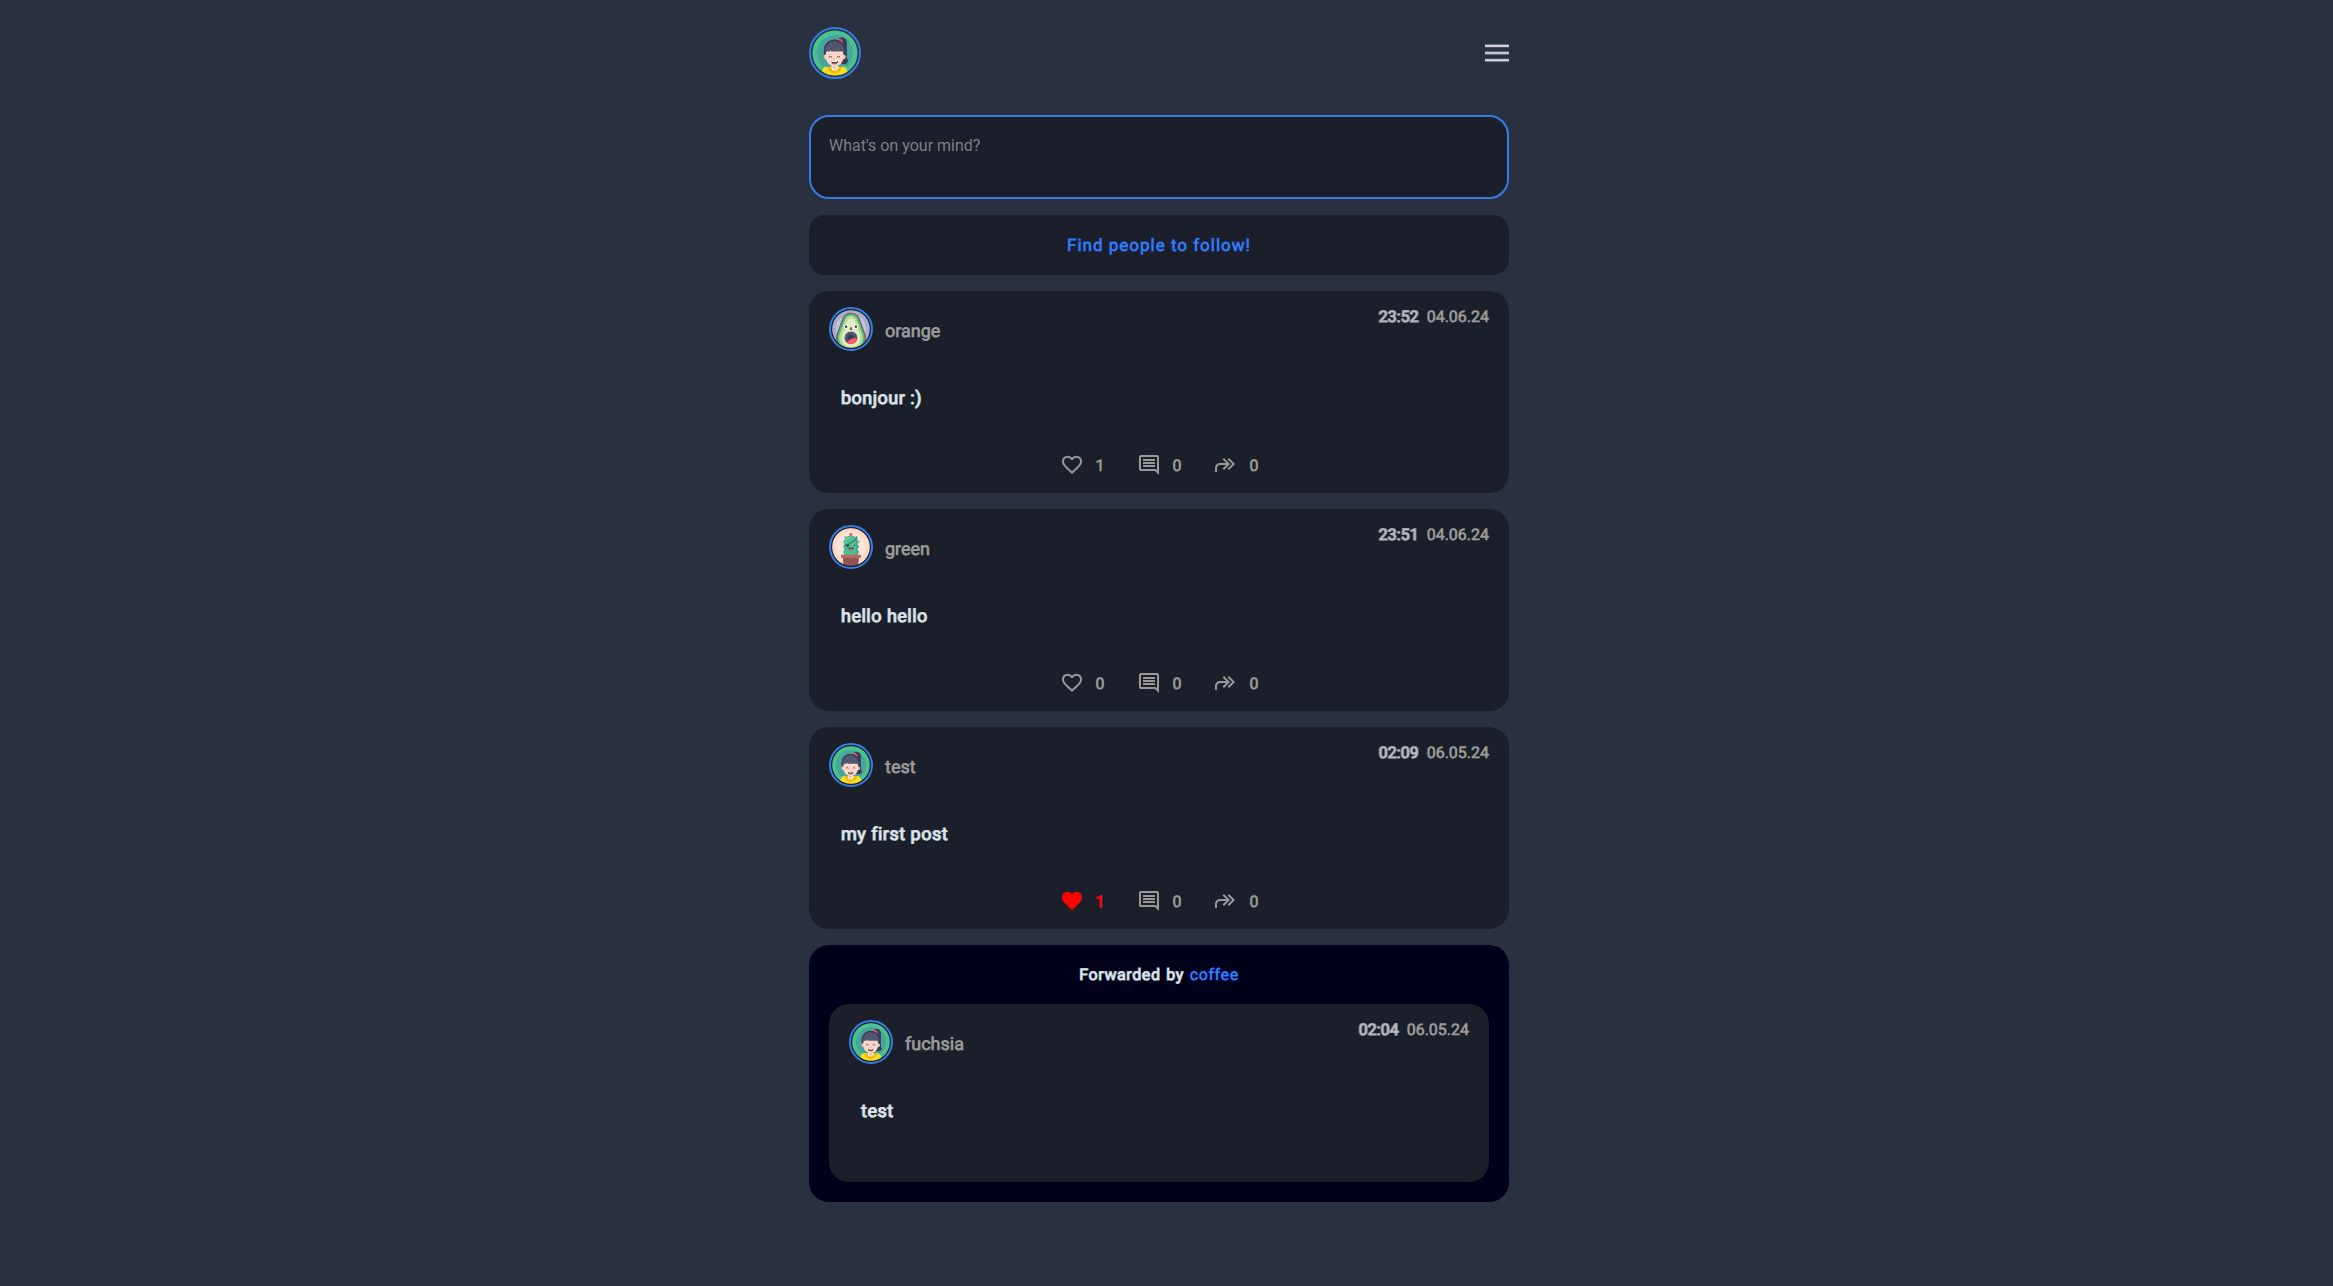 What's on your mind?
Find people to follow!
orange
23:52 04.06.24
bonjour :)
1 0 0
green
23:51 04.06.24
hello hello
0 0 0
test
02:09 06.05.24
my first post
1 0 0
Forwarded by coffee
fuchsia
02:04 06.05.24
test